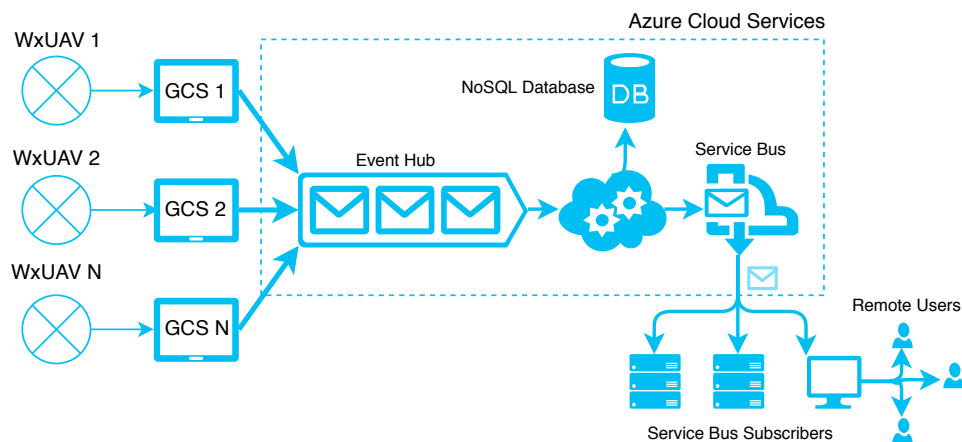 Azure Cloud Services
WxUAV 1
GCS 1
NoSQL Database
DB
WxUAV 2
GCS 2
Event Hub
Service Bus
WxUAV N
GCS N
Remote Users
Service Bus Subscribers